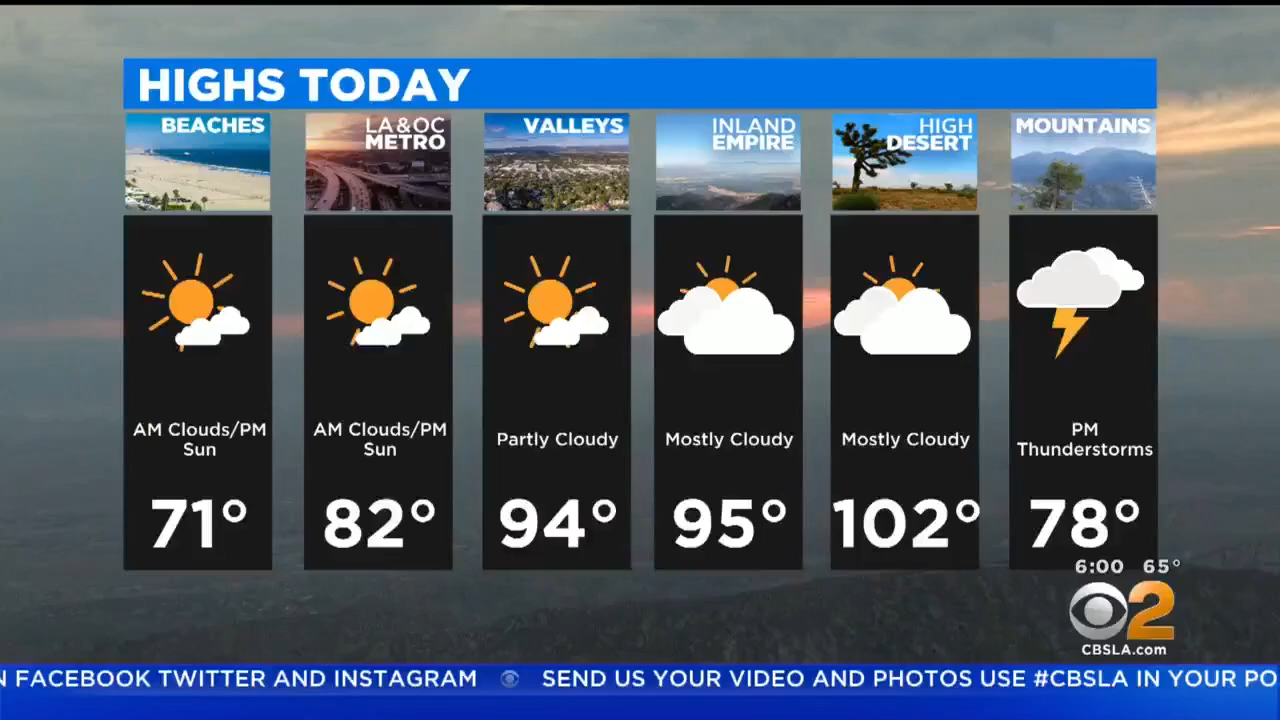 HIGHS TODAY
BEACHES
LA & OC
METRO
VALLEYS
INLAND
EMPIRE
HIGH
DESERT
MOUNTAINS
AM Clouds/PM
Sun
AM Clouds/PM
Sun
Partly Cloudy
Mostly Cloudy
Mostly Cloudy
PM
Thunderstorms
71°
82°
94°
95°
102°
78°
6:00 65°
2
CBSLA.com
N FACEBOOK TWITTER AND INSTAGRAM SEND US YOUR VIDEO AND PHOTOS USE #CBSLA IN YOUR PO